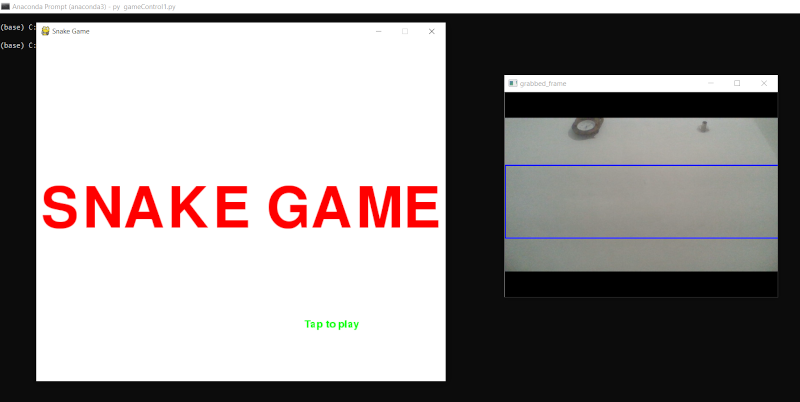 Anaconda Prompt (anaconda3) - py gameControl1.py
(base) C:
(base) C:
Snake Game
SNAKE GAME
Tap to play
grabbed_frame